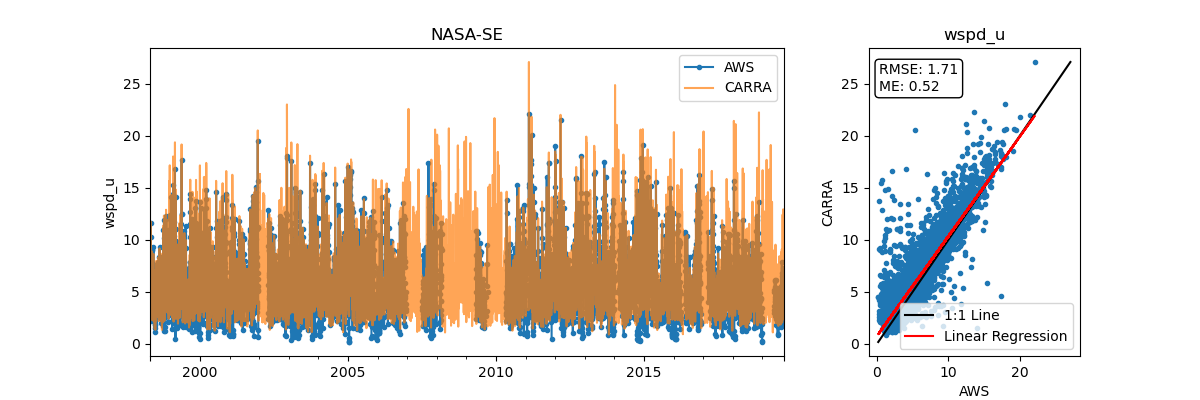 NASA-SE
wspd_u
25
20
15
10
5
0
2000
2005
2010
2015
AWS
CARRA
wspd_u
RMSE: 1.71
ME: 0.52
CARRA
25
20
15
10
5
0
0
10
20
AWS
1:1 Line
Linear Regression